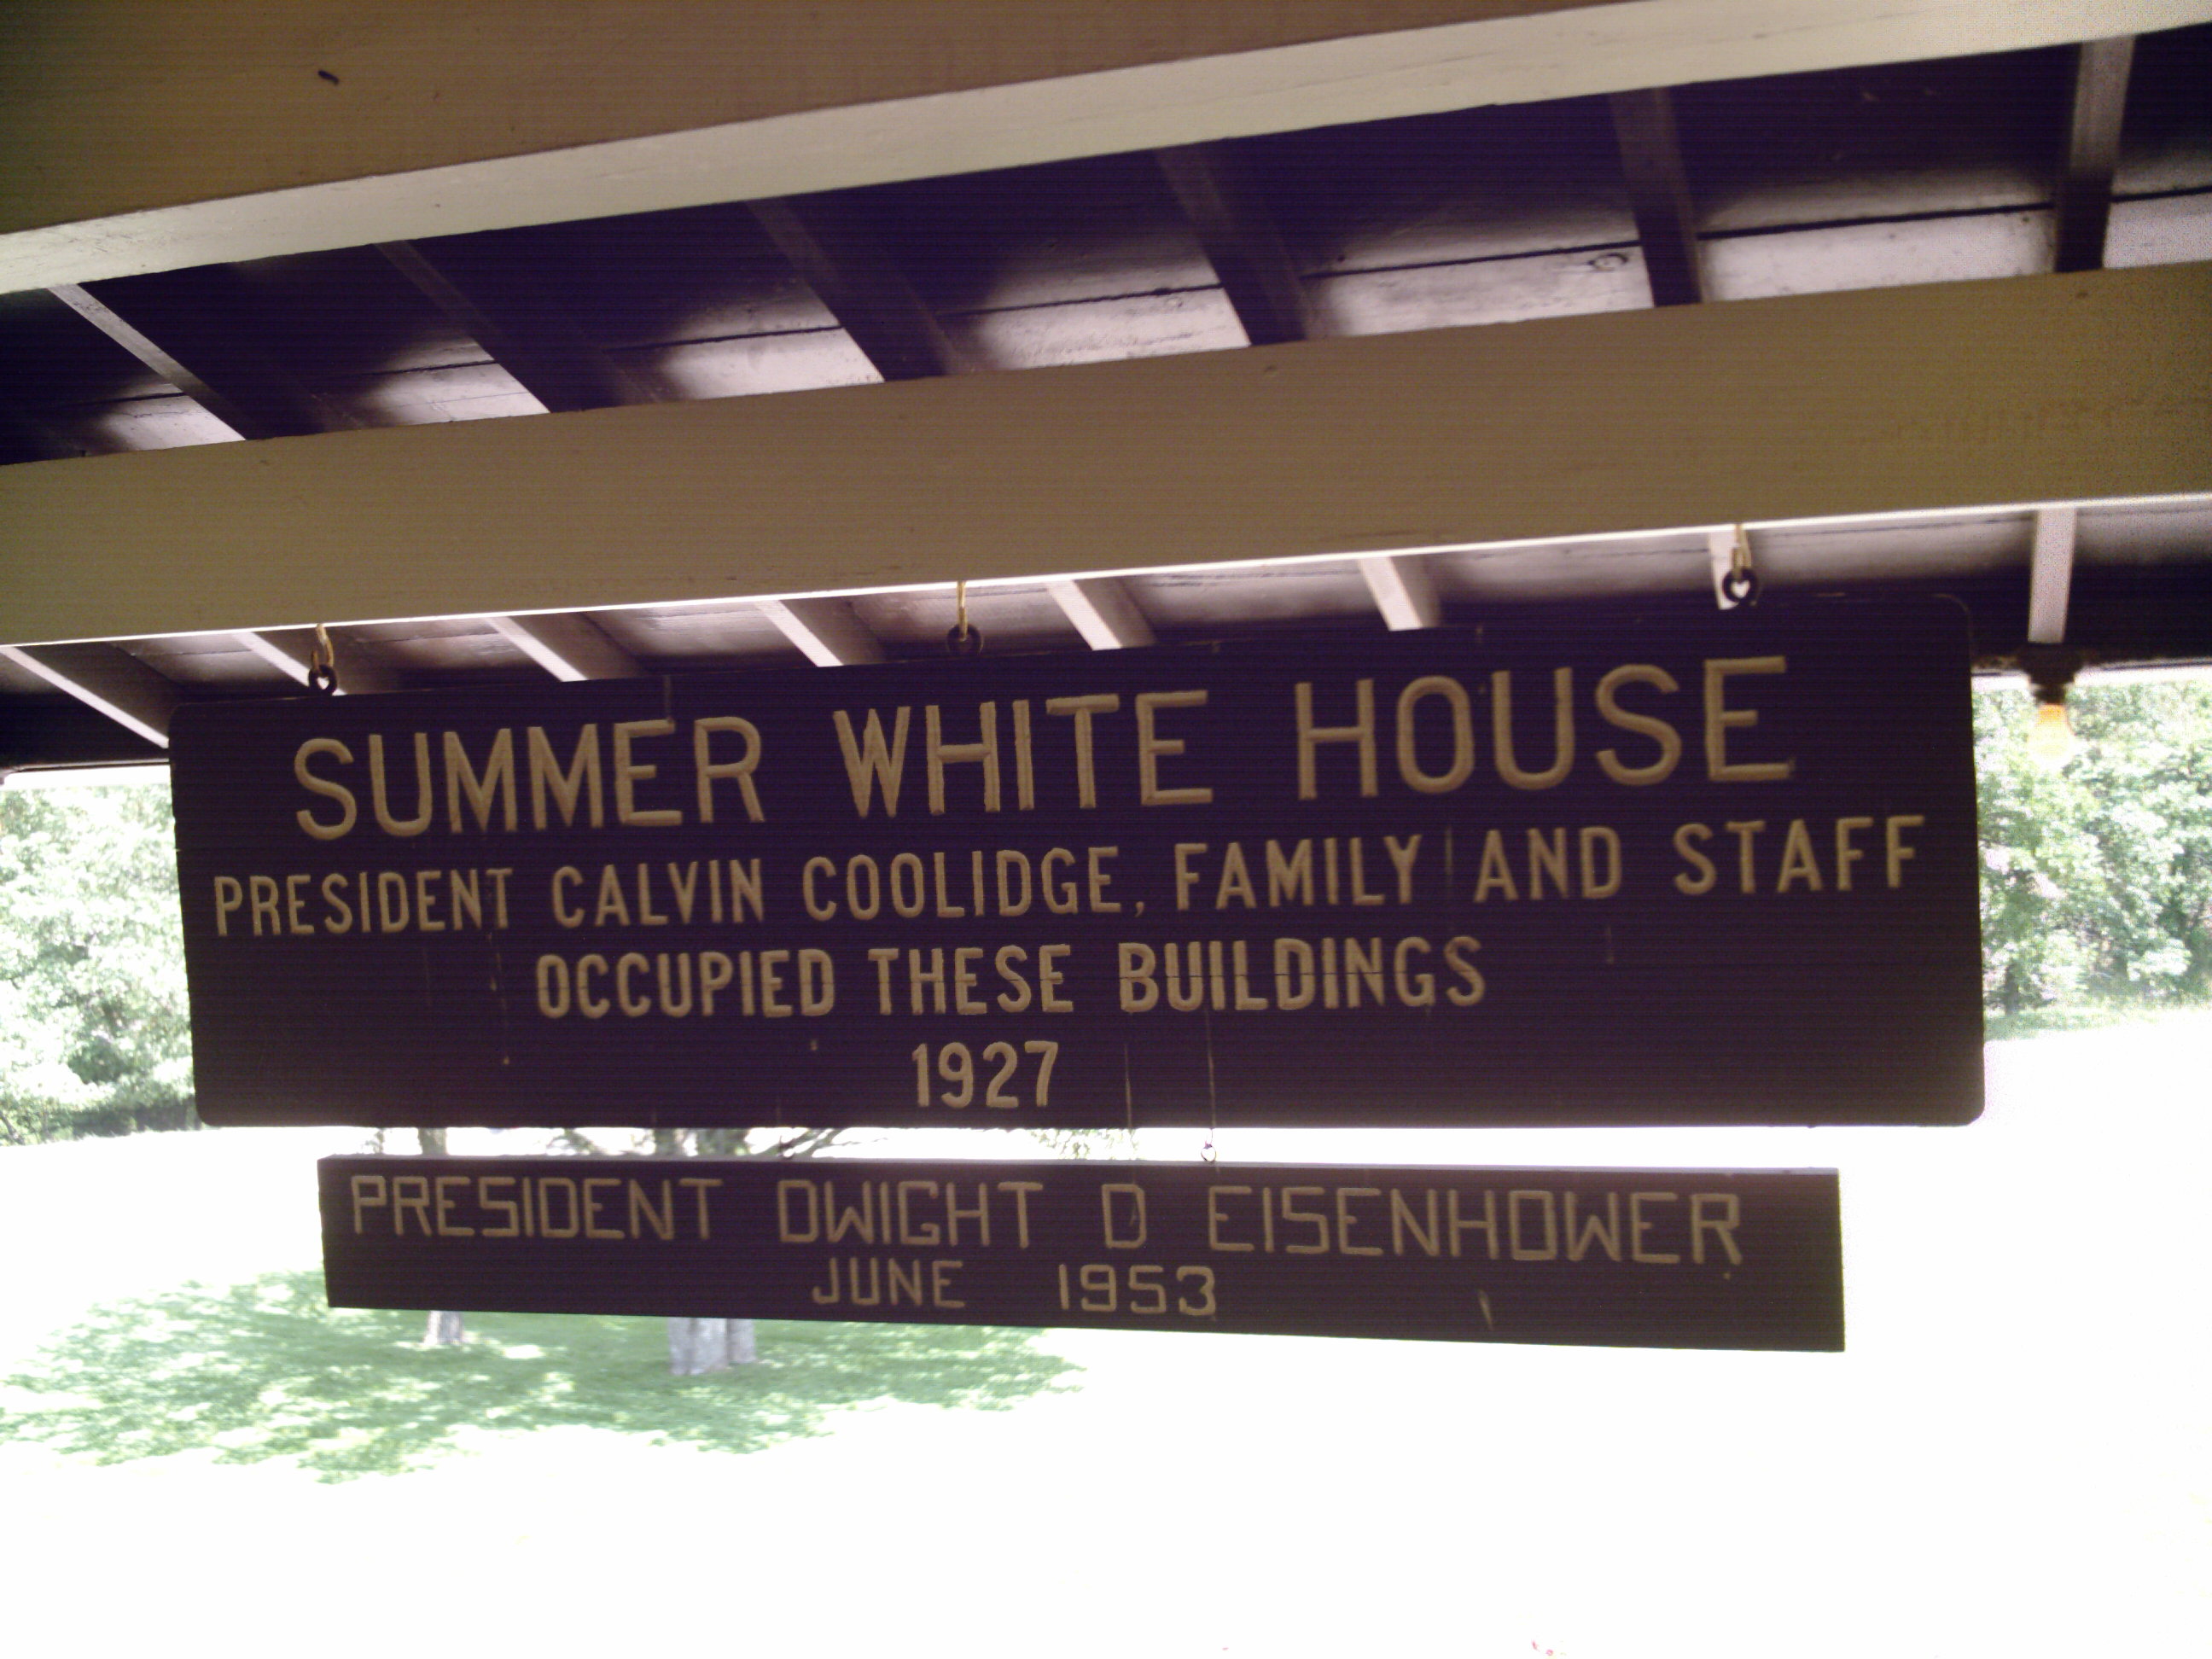 SUMMER WHITE HOUSE
PRESIDENT CALVIN COOLIDGE, FAMILY AND STAFF
OCCUPIED THESE BUILDINGS
1927
PRESIDENT DWIGHT D EISENHOWER
JUNE 1953